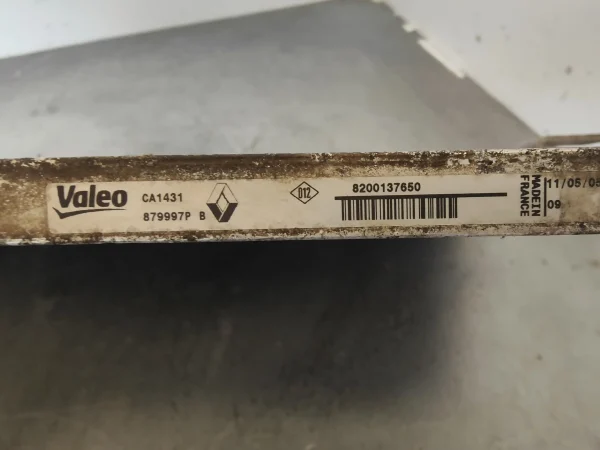 Valeo
CA1431
879997P B
012
8200137650
MADE IN
FRANCE
11/05/05
09